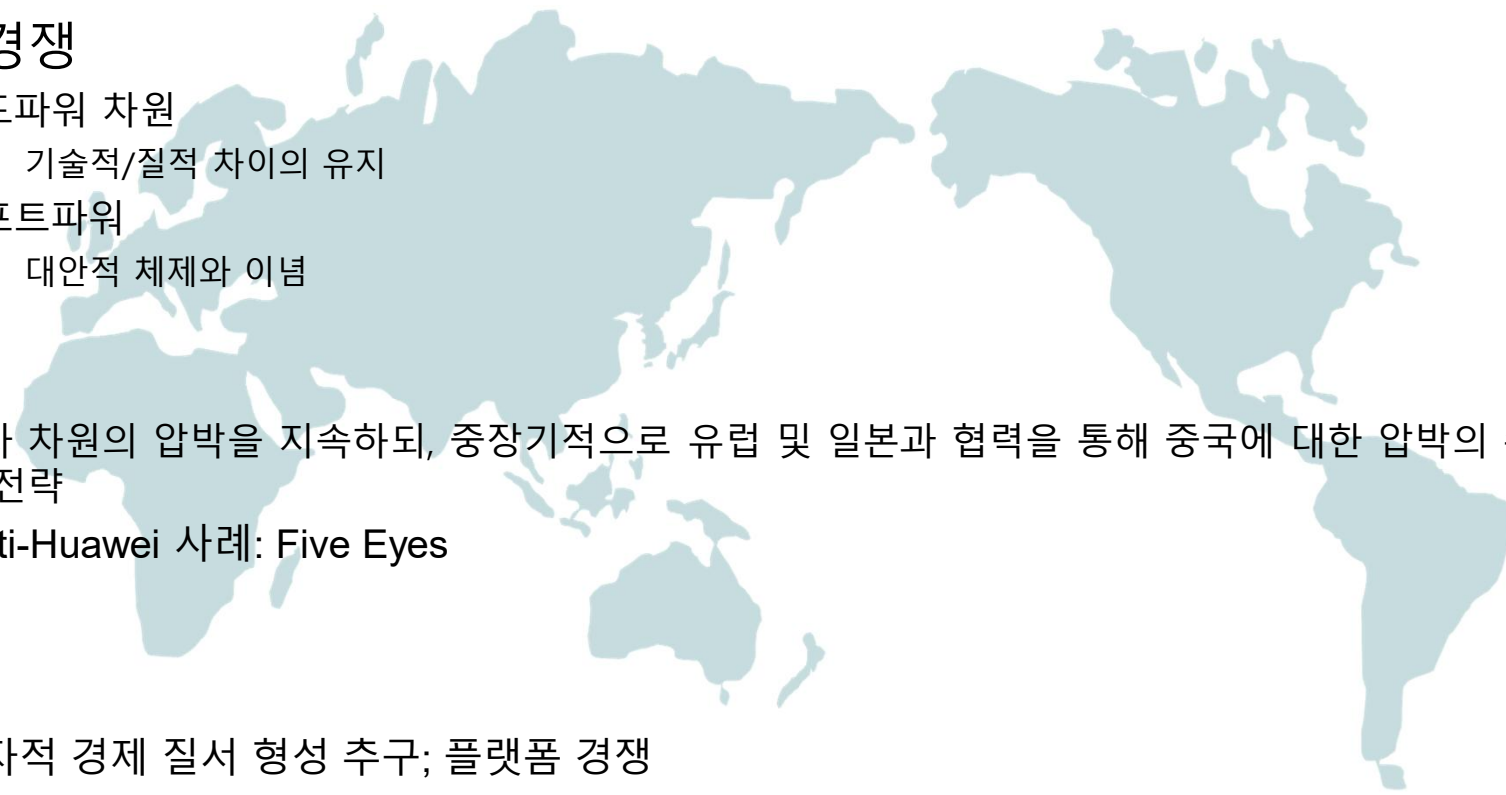 경쟁
파워 차원
기술적/질적 차이의 유지
프트파워
대안적 체제와 이념
차원의 압박을 지속하되, 중장기적으로 유럽 및 일본과 협력을 통해 중국에 대한 압박의
전략
ti-Huawei 사례: Five Eyes
자적 경제 질서 형성 추구; 플랫폼 경쟁